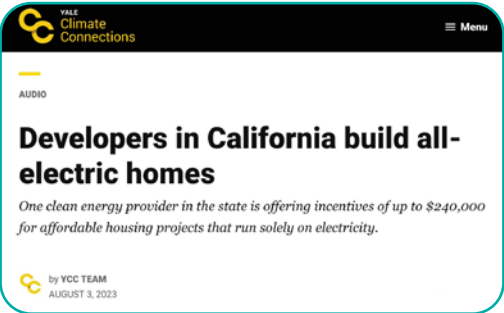 YALE
Climate
Connections
Menu
AUDIO
Developers in California build all-
electric homes
One clean energy provider in the state is offering incentives of up to $240,000
for affordable housing projects that run solely on electricity.
by YCC TEAM
AUGUST 3, 2023